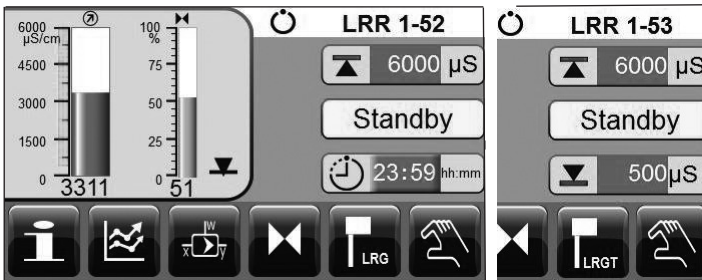 6000
µS/cm
4500
3000
1500
0
3311
100
%
75
50
25
0
51
LRR 1-52
6000 µS
Standby
23:59 hh:mm
W
X
y
LRG
LRR 1-53
6000 µS
Standby
500 µS
LRGT